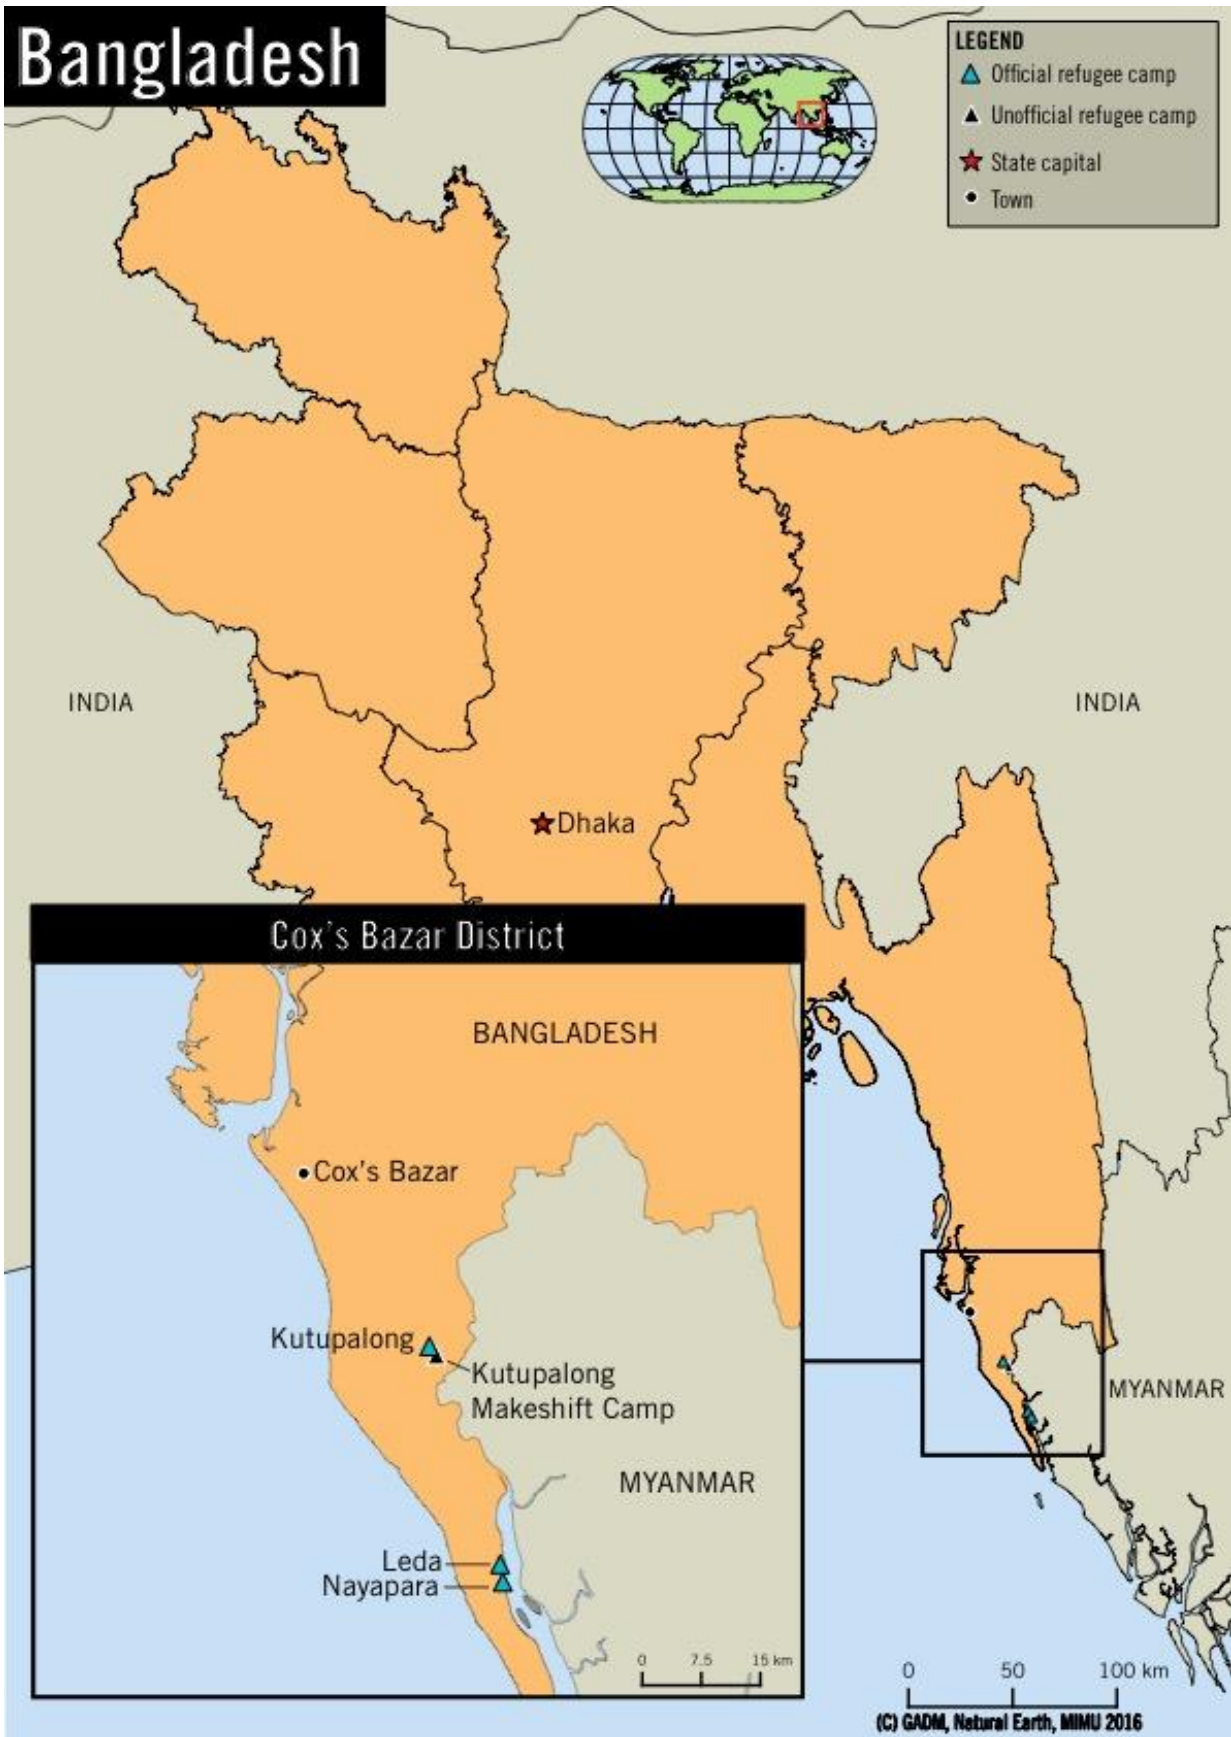 Bangladesh
LEGEND
Official refugee camp
Unofficial refugee camp
State capital
Town
INDIA
INDIA
Dhaka
Cox's Bazar District
BANGLADESH
Cox's Bazar
Kutupalong
Kutupalong
Makeshift Camp
MYANMAR
MYANMAR
Leda
Nayapara
0 7.5 15 km
0 50 100 km
(C) GADM, Natural Earth, MIMU 2016